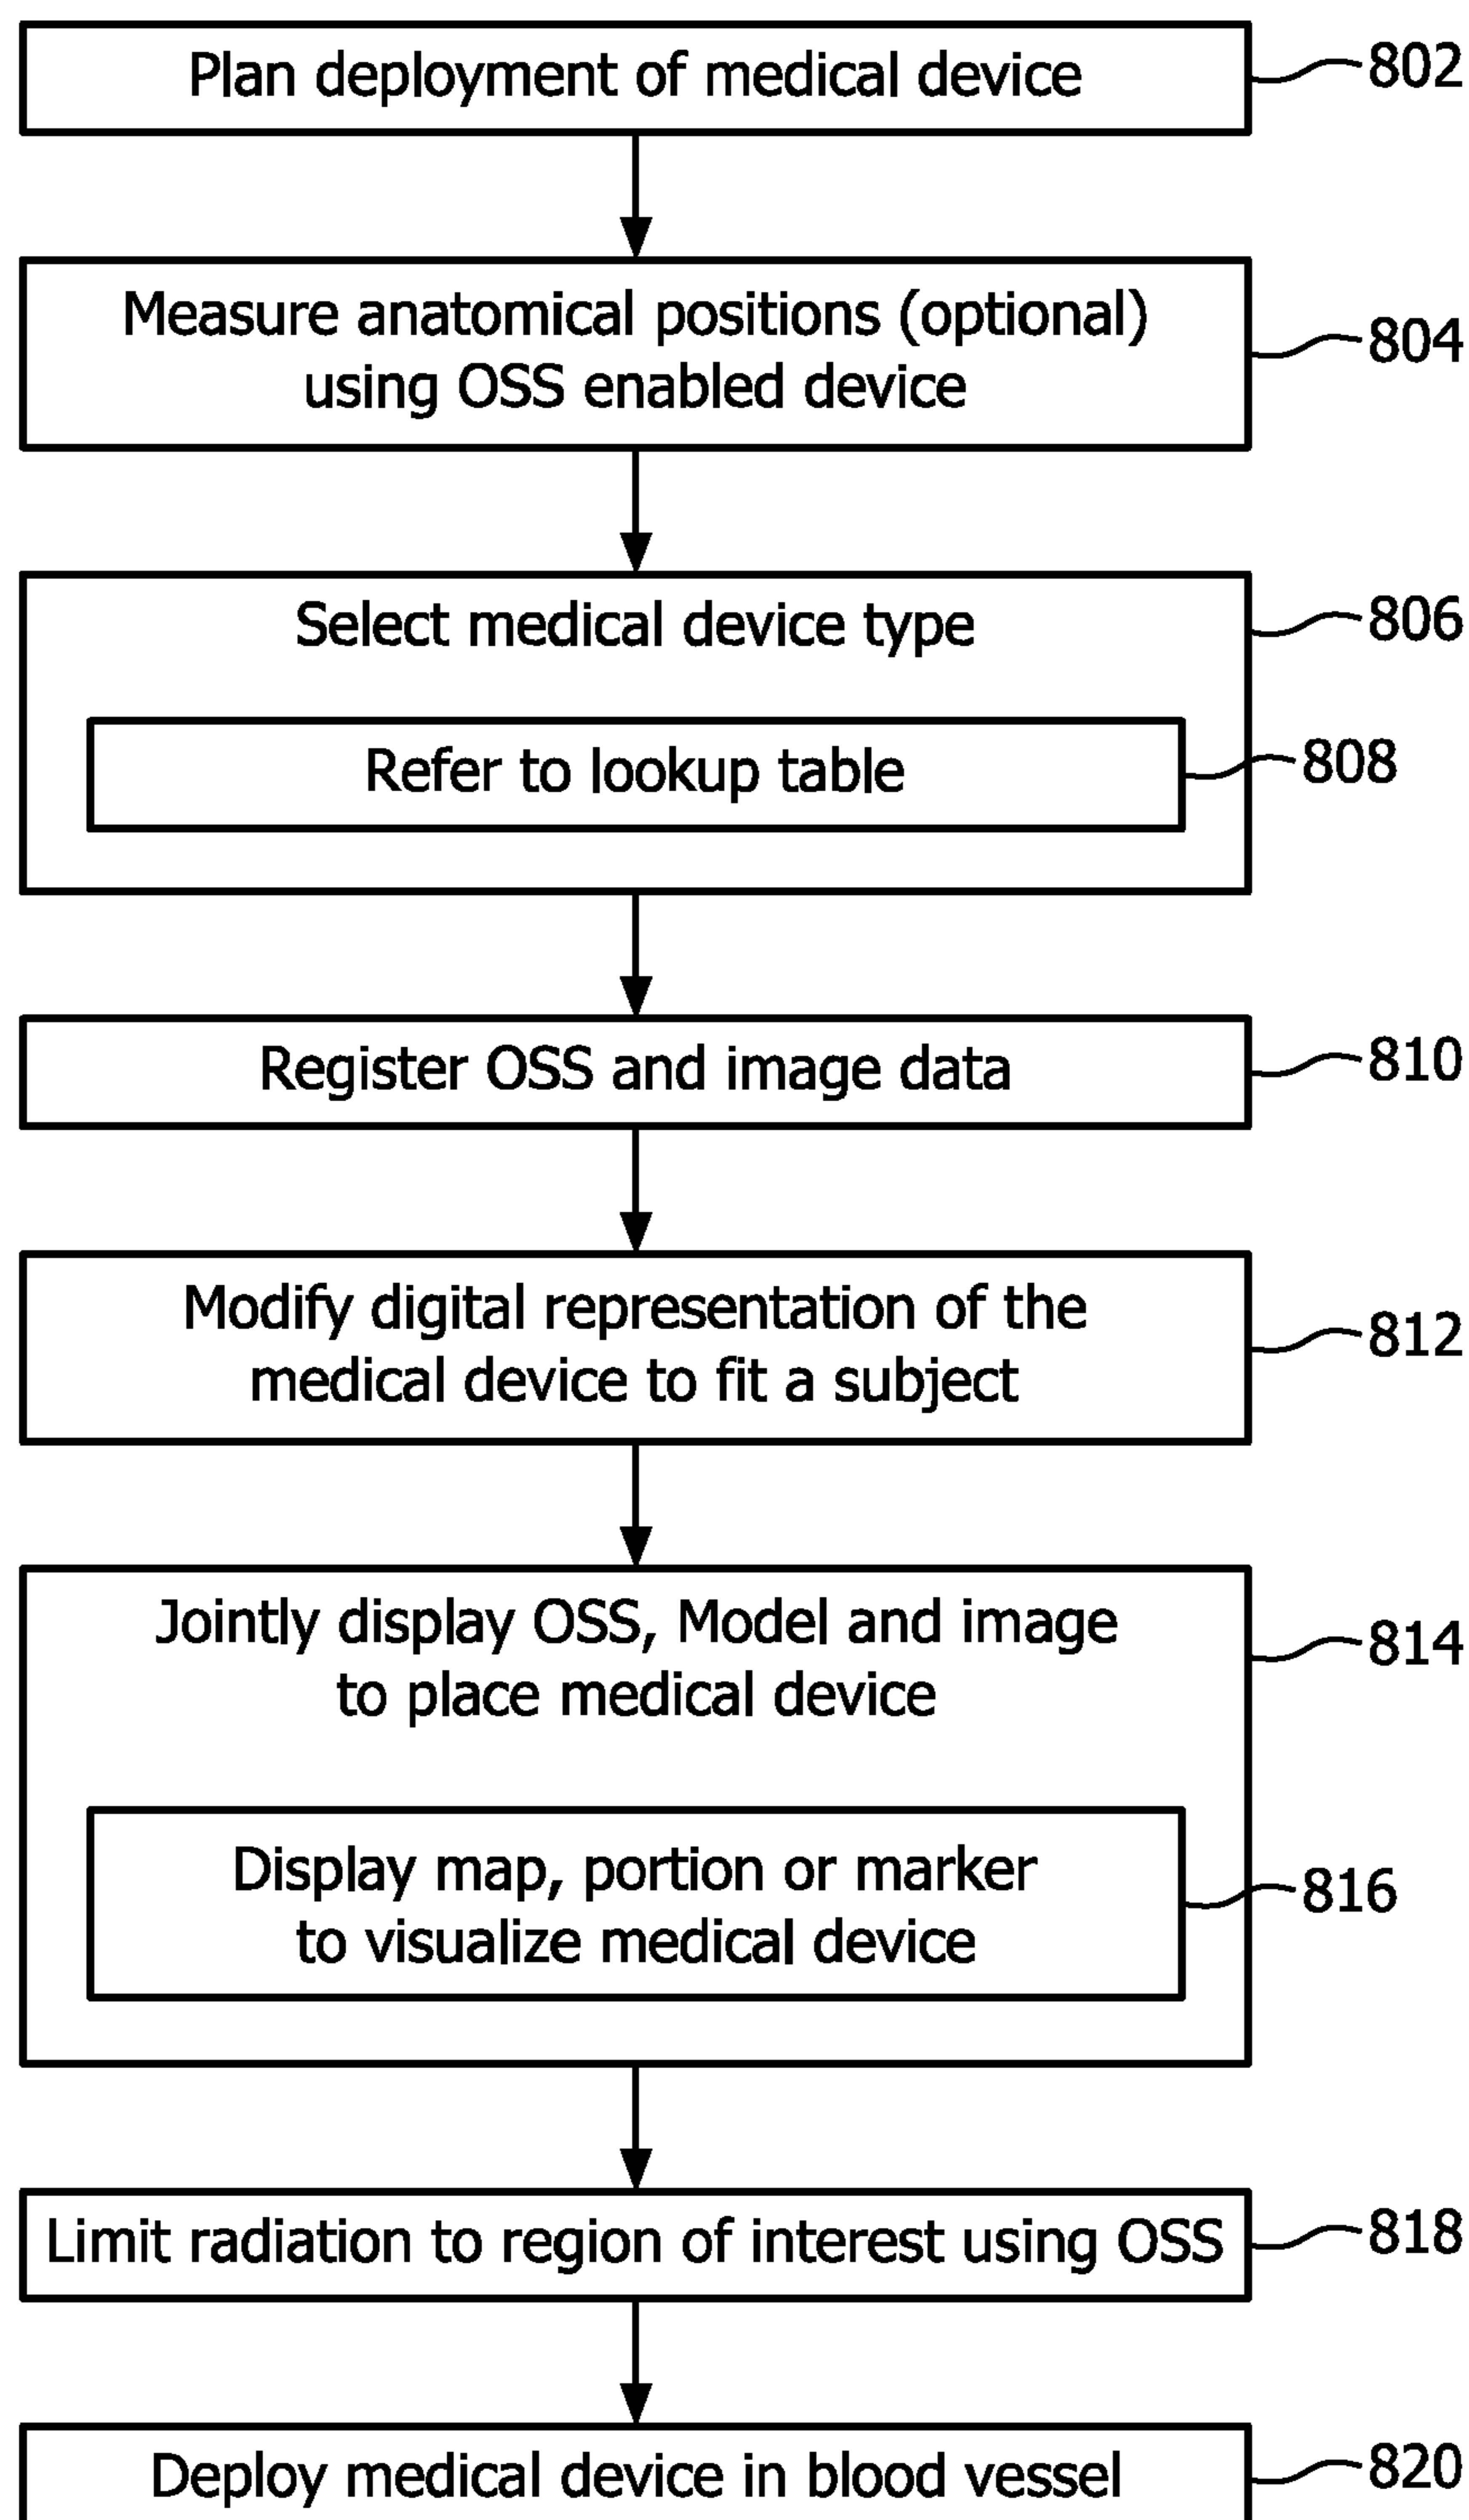 Plan deployment of medical device
802
Measure anatomical positions (optional)
using OSS enabled device
804
Select medical device type
806
Refer to lookup table
808
Register OSS and image data
810
Modify digital representation of the
medical device to fit a subject
812
Jointly display OSS, Model and image
to place medical device
814
Display map, portion or marker
to visualize medical device
816
Limit radiation to region of interest using OSS
818
Deploy medical device in blood vessel
820